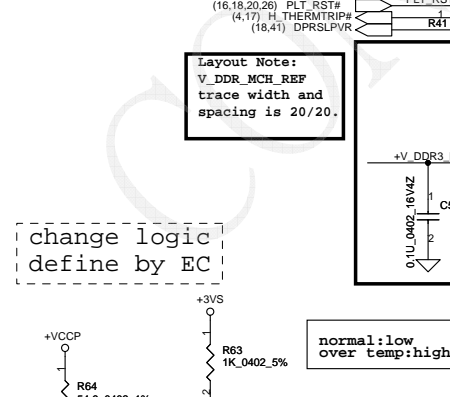 (16,18,20,26) PLT_RST#
(4,17) H_THERMTRIP#
(18,41) DPRSLPVR
1
R41
Layout Note:
V_DDR_MCH_REF
trace width and
spacing is 20/20.
+V_DDR3_
0.1U_0402_16V4Z
1
2
change logic
define by EC
+3VS
+VCCP
1
R63
1K_0402_5%
2
normal:low
over temp:high
1
R64